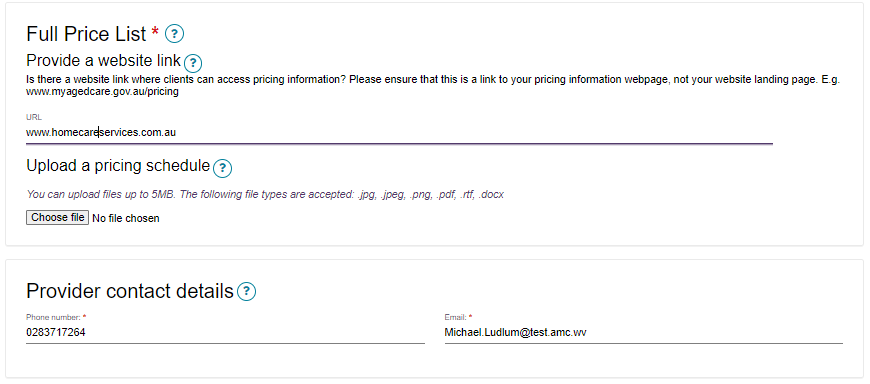 Full Price List * ?
Provide a website link ?
Is there a website link where clients can access pricing information? Please ensure that this is a link to your pricing information webpage, not your website landing page. E.g.
www.myagedcare.gov.au/pricing
URL
www.homecareservices.com.au
Upload a pricing schedule ?
You can upload files up to 5MB. The following file types are accepted: .jpg, .jpeg, .png, .pdf, .rtf, .docx
Choose file No file chosen
Provider contact details ?
Phone number: * Email: *
0283717264 Michael.Ludlum@test.amc.wv